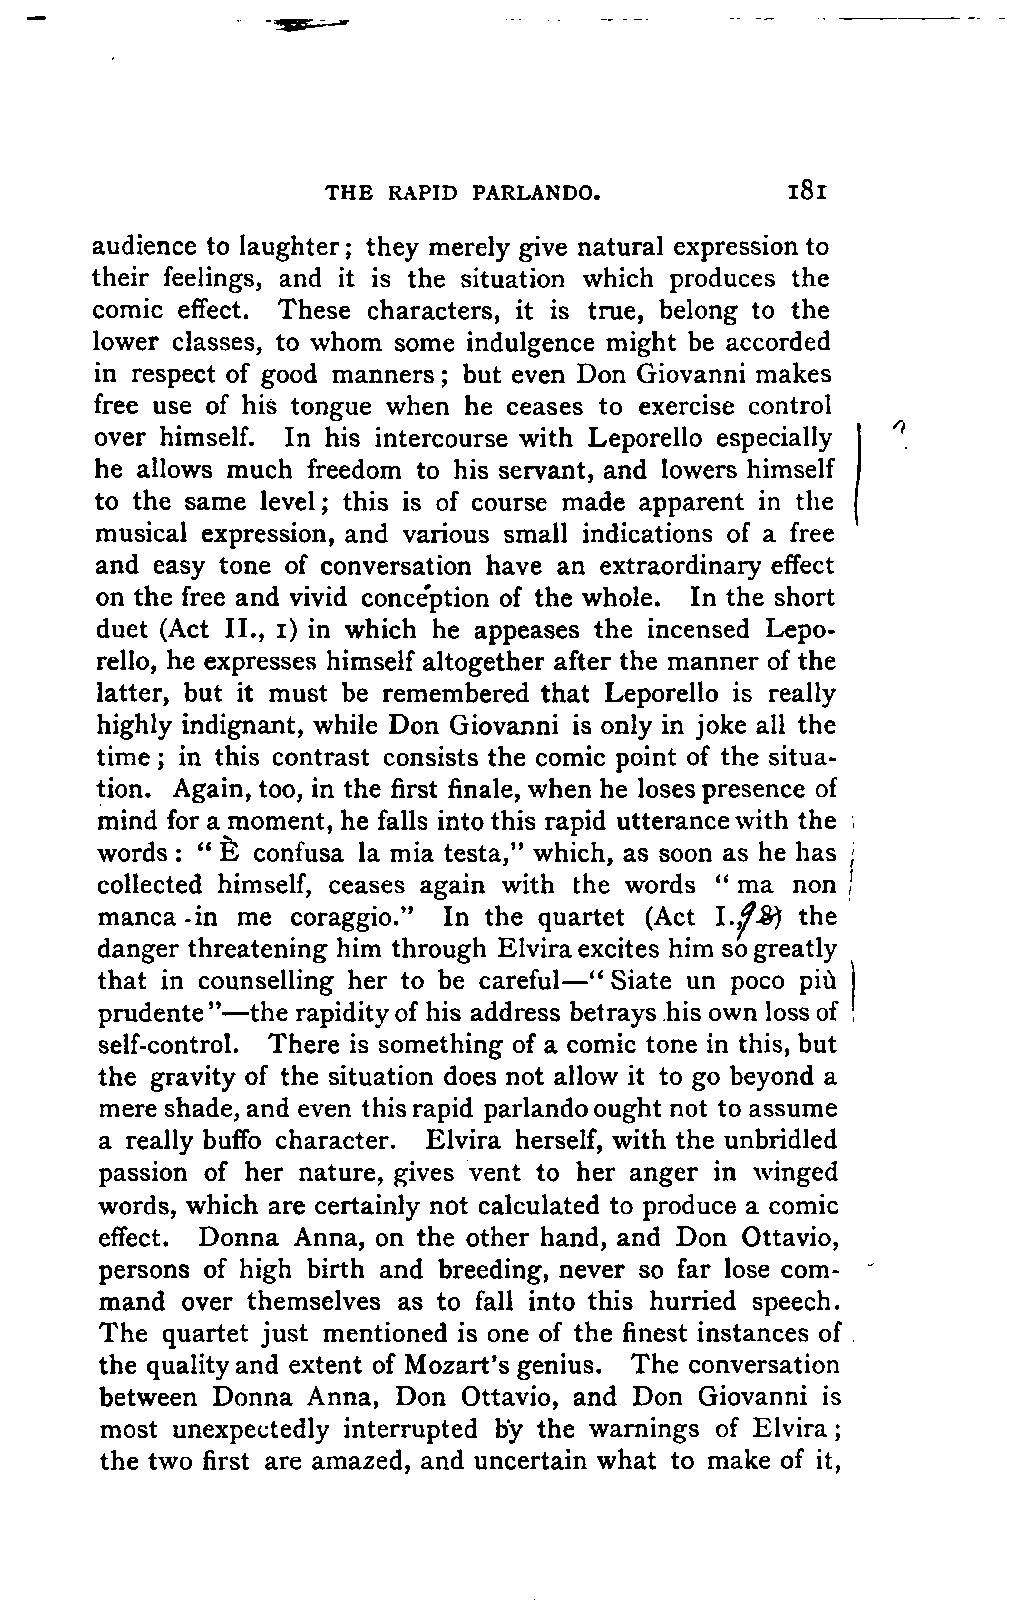 THE RAPID PARLANDO. 181
audience to laughter; they merely give natural expression to
their feelings, and it is the situation which produces the
comic effect. These characters, it is true, belong to the
lower classes, to whom some indulgence might be accorded
in respect of good manners; but even Don Giovanni makes
free use of his tongue when he ceases to exercise control
over himself. In his intercourse with Leporello especially ?
he allows much freedom to his servant, and lowers himself
to the same level; this is of course made apparent in the
musical expression, and various small indications of a free
and easy tone of conversation have an extraordinary effect
on the free and vivid conception of the whole. In the short
duet (Act II., 1) in which he appeases the incensed Lepo-
rello, he expresses himself altogether after the manner of the
latter, but it must be remembered that Leporello is really
highly indignant, while Don Giovanni is only in joke all the
time; in this contrast consists the comic point of the situa-
tion. Again, too, in the first finale, when he loses presence of
mind for a moment, he falls into this rapid utterance with the
words: "È confusa la mia testa," which, as soon as he has
collected himself, ceases again with the words "ma non
manca in me coraggio." In the quartet (Act I. the
danger threatening him through Elvira excites him so greatly
that in counselling her to be careful—"Siate un poco più
prudente"—the rapidity of his address betrays his own loss of
self-control. There is something of a comic tone in this, but
the gravity of the situation does not allow it to go beyond a
mere shade, and even this rapid parlando ought not to assume
a really buffo character. Elvira herself, with the unbridled
passion of her nature, gives vent to her anger in winged
words, which are certainly not calculated to produce a comic
effect. Donna Anna, on the other hand, and Don Ottavio,
persons of high birth and breeding, never so far lose com-
mand over themselves as to fall into this hurried speech.
The quartet just mentioned is one of the finest instances of
the quality and extent of Mozart's genius. The conversation
between Donna Anna, Don Ottavio, and Don Giovanni is
most unexpectedly interrupted by the warnings of Elvira;
the two first are amazed, and uncertain what to make of it,